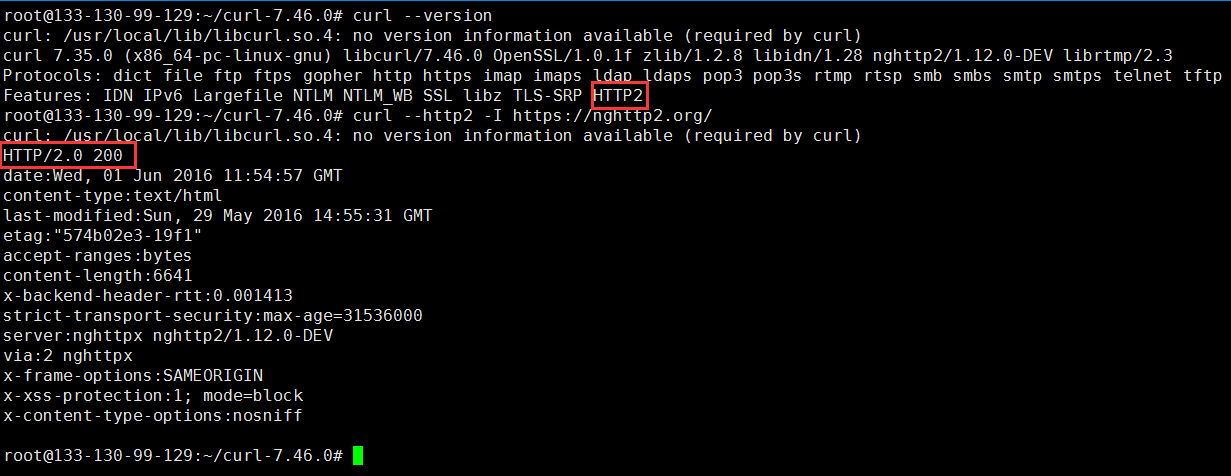 root@133-130-99-129:~/curl-7.46.0# curl --version
curl: /usr/local/lib/libcurl.so.4: no version information available (required by curl)
curl 7.35.0 (x86_64-pc-linux-gnu) libcurl/7.46.0 OpenSSL/1.0.1f zlib/1.2.8 libidn/1.28 nghttp2/1.12.0-DEV librtmp/2.3
Protocols: dict file ftp ftps gopher http https imap imaps ldap ldaps pop3 pop3s rtmp rtsp smb smbs smtp smtps telnet tftp
Features: IDN IPv6 Largefile NTLM NTLM_WB SSL libz TLS-SRP HTTP2
root@133-130-99-129:~/curl-7.46.0# curl --http2 -I https://nghttp2.org/
curl: /usr/local/lib/libcurl.so.4: no version information available (required by curl)
HTTP/2.0 200
date:Wed, 01 Jun 2016 11:54:57 GMT
content-type:text/html
last-modified:Sun, 29 May 2016 14:55:31 GMT
etag:"574b02e3-19f1"
accept-ranges:bytes
content-length:6641
x-backend-header-rtt:0.001413
strict-transport-security:max-age=31536000
server:nghttpx nghttp2/1.12.0-DEV
via:2 nghttpx
x-frame-options:SAMEORIGIN
x-xss-protection:1; mode=block
x-content-type-options:nosniff
root@133-130-99-129:~/curl-7.46.0#